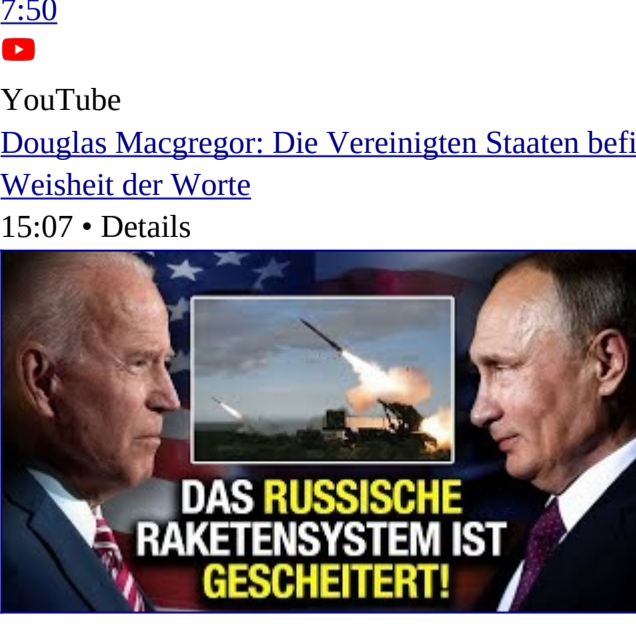 7:50
YouTube
Douglas Macgregor: Die Vereinigten Staaten befi
Weisheit der Worte
15:07 • Details
DAS RUSSISCHE
RAKETENSYSTEM IST
GESCHEITERT!